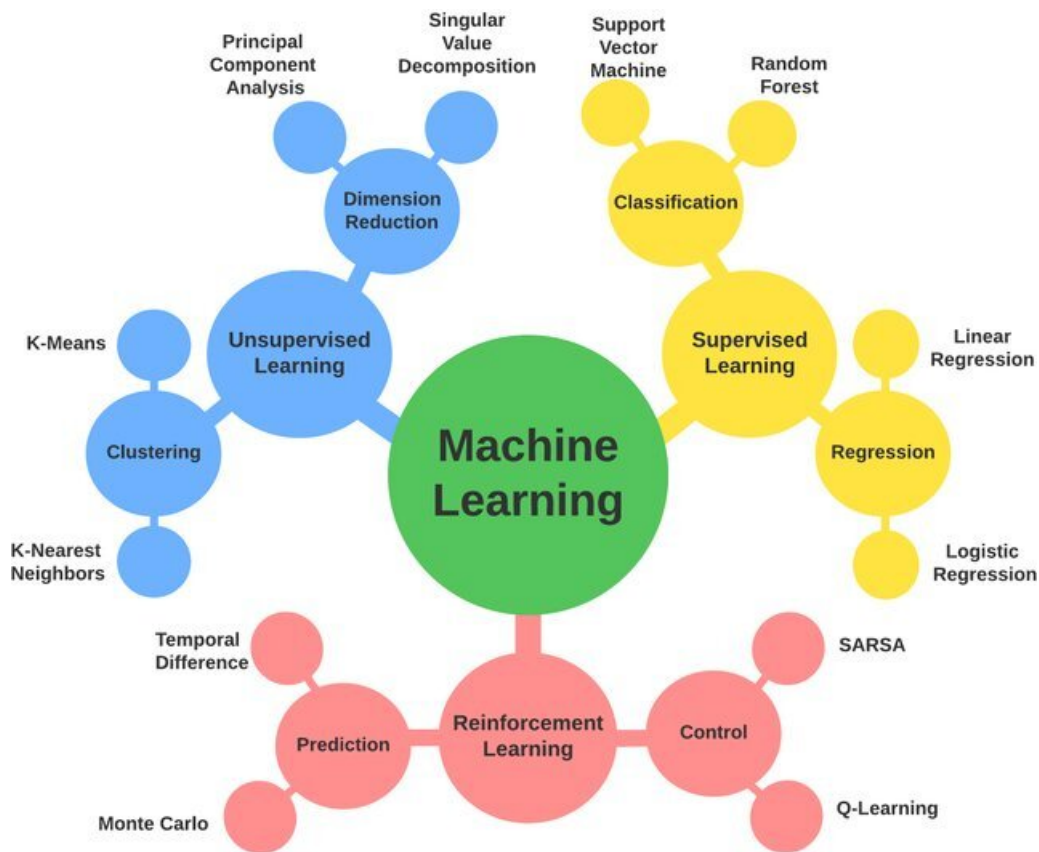 Singular
Value
Decomposition
Principal
Component
Analysis
Support
Vector
Machine
Random
Forest
Dimension
Reduction
Classification
K-Means
Unsupervised
Learning
Supervised
Learning
Linear
Regression
Clustering
Machine
Learning
Regression
K-Nearest
Neighbors
Logistic
Regression
Temporal
Difference
SARSA
Prediction
Reinforcement
Learning
Control
Monte Carlo
Q-Learning